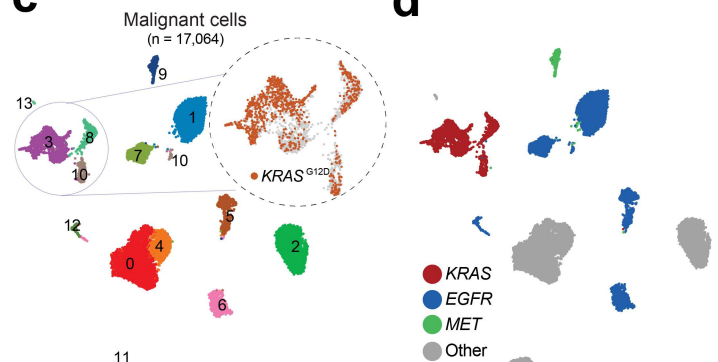 c
d
Malignant cells
(n = 17,064)
9
13
1
3
8
7
10
10
KRAS G12D
12
5
4
0
2
6
11
KRAS
EGFR
MET
Other